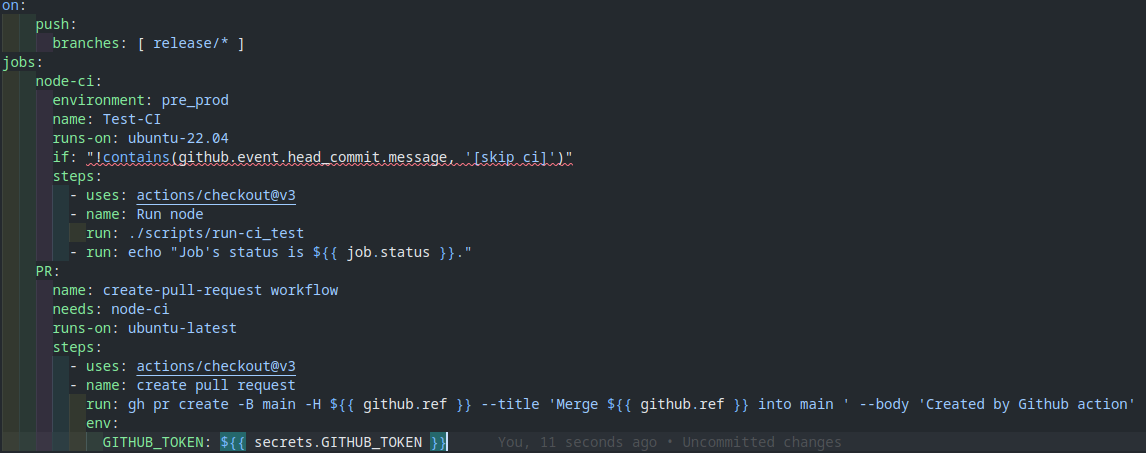 on:
    push:
      branches: [ release/* ]
jobs:
    node-ci:
      environment: pre_prod
      name: Test-CI
      runs-on: ubuntu-22.04
      if: "!contains(github.event.head_commit.message, '[skip ci]')"
      steps:
        - uses: actions/checkout@v3
        - name: Run node
          run: ./scripts/run-ci_test
        - run: echo "Job's status is ${{ job.status }}."
    PR:
      name: create-pull-request workflow
      needs: node-ci
      runs-on: ubuntu-latest
      steps:
        - uses: actions/checkout@v3
        - name: create pull request
          run: gh pr create -B main -H ${{ github.ref }} --title 'Merge ${{ github.ref }} into main ' --body 'Created by Github action'
          env:
            GITHUB_TOKEN: ${{ secrets.GITHUB_TOKEN }} You, 11 seconds ago • Uncommitted changes